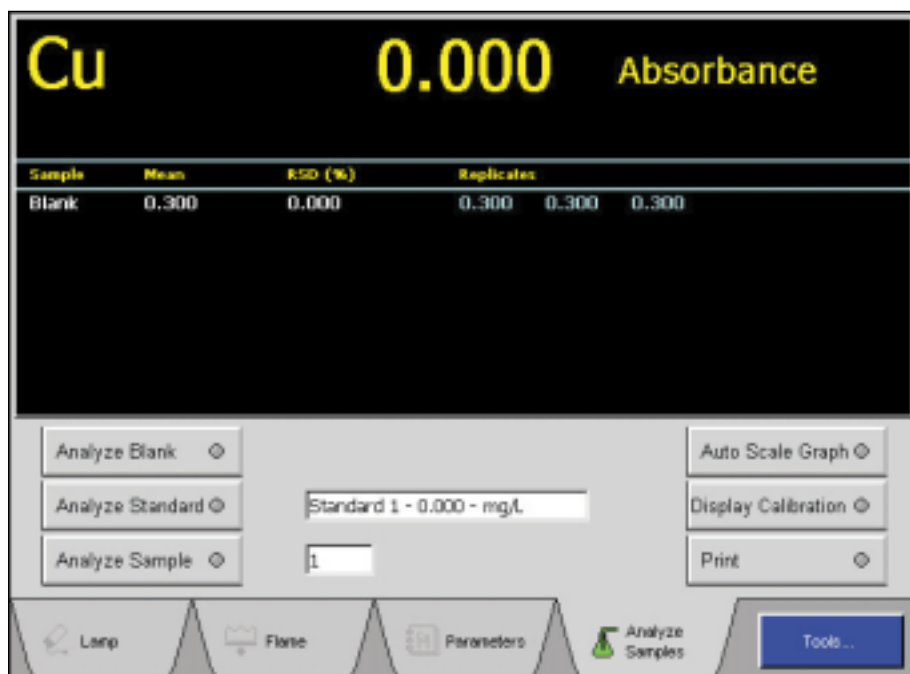 Cu 0.000 Absorbance
Sample Mean RSD (%) Replicates
Blank 0.300 0.000 0.300 0.300 0.300
Analyze Blank Auto Scale Graph
Analyze Standard Standard 1 - 0.000 - mg/L Display Calibration
Analyze Sample 1 Print
Lamp Flame Parameters Analyze Samples Tools...